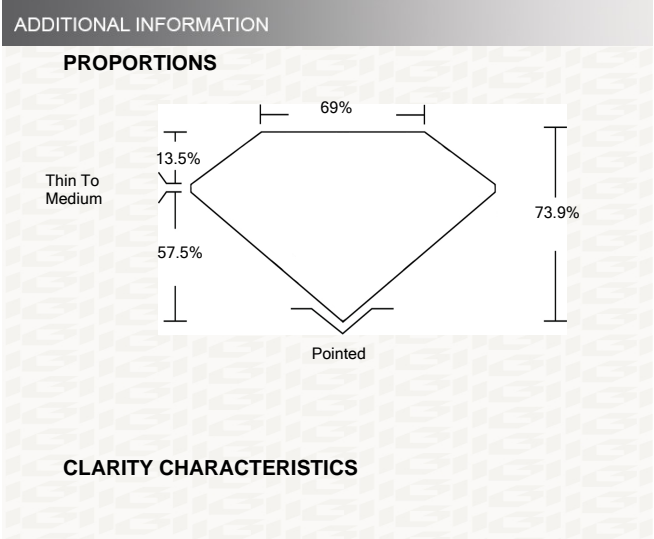 ADDITIONAL INFORMATION
PROPORTIONS
69%
13.5%
Thin To
Medium
73.9%
57.5%
Pointed
CLARITY CHARACTERISTICS